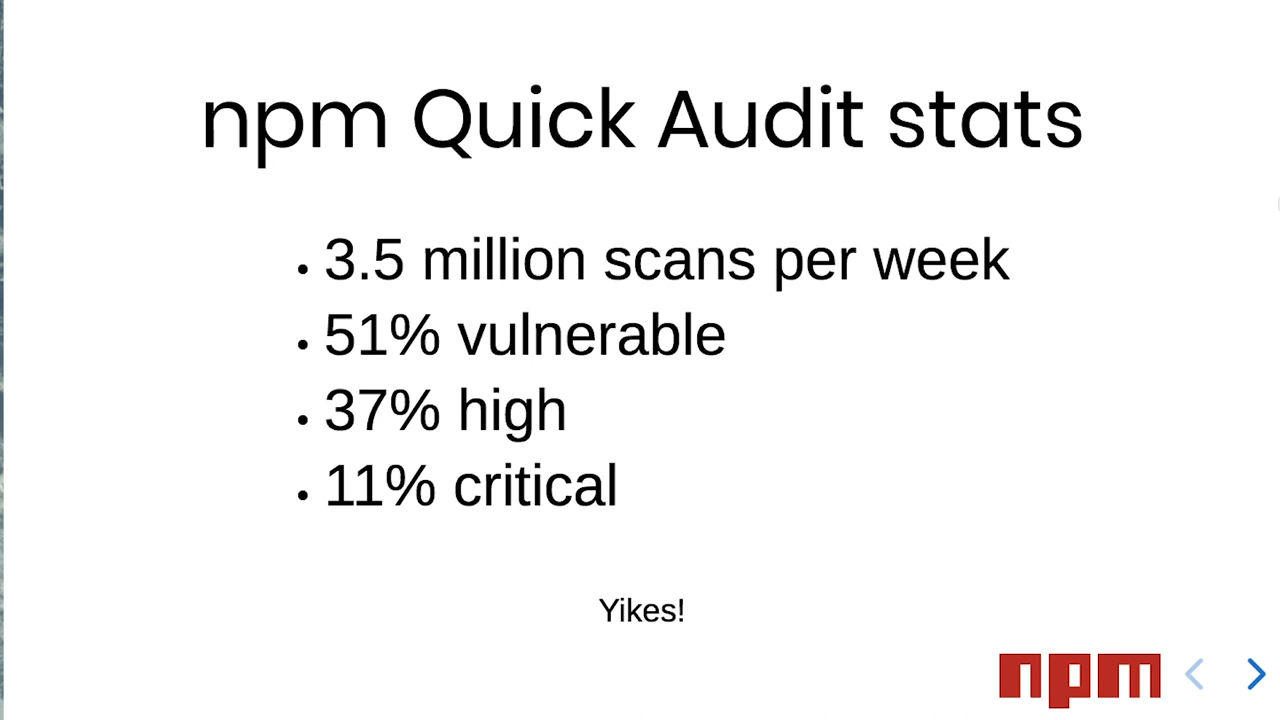 npm Quick Audit stats
• 3.5 million scans per week
• 51% vulnerable
• 37% high
• 11% critical
Yikes!
npm